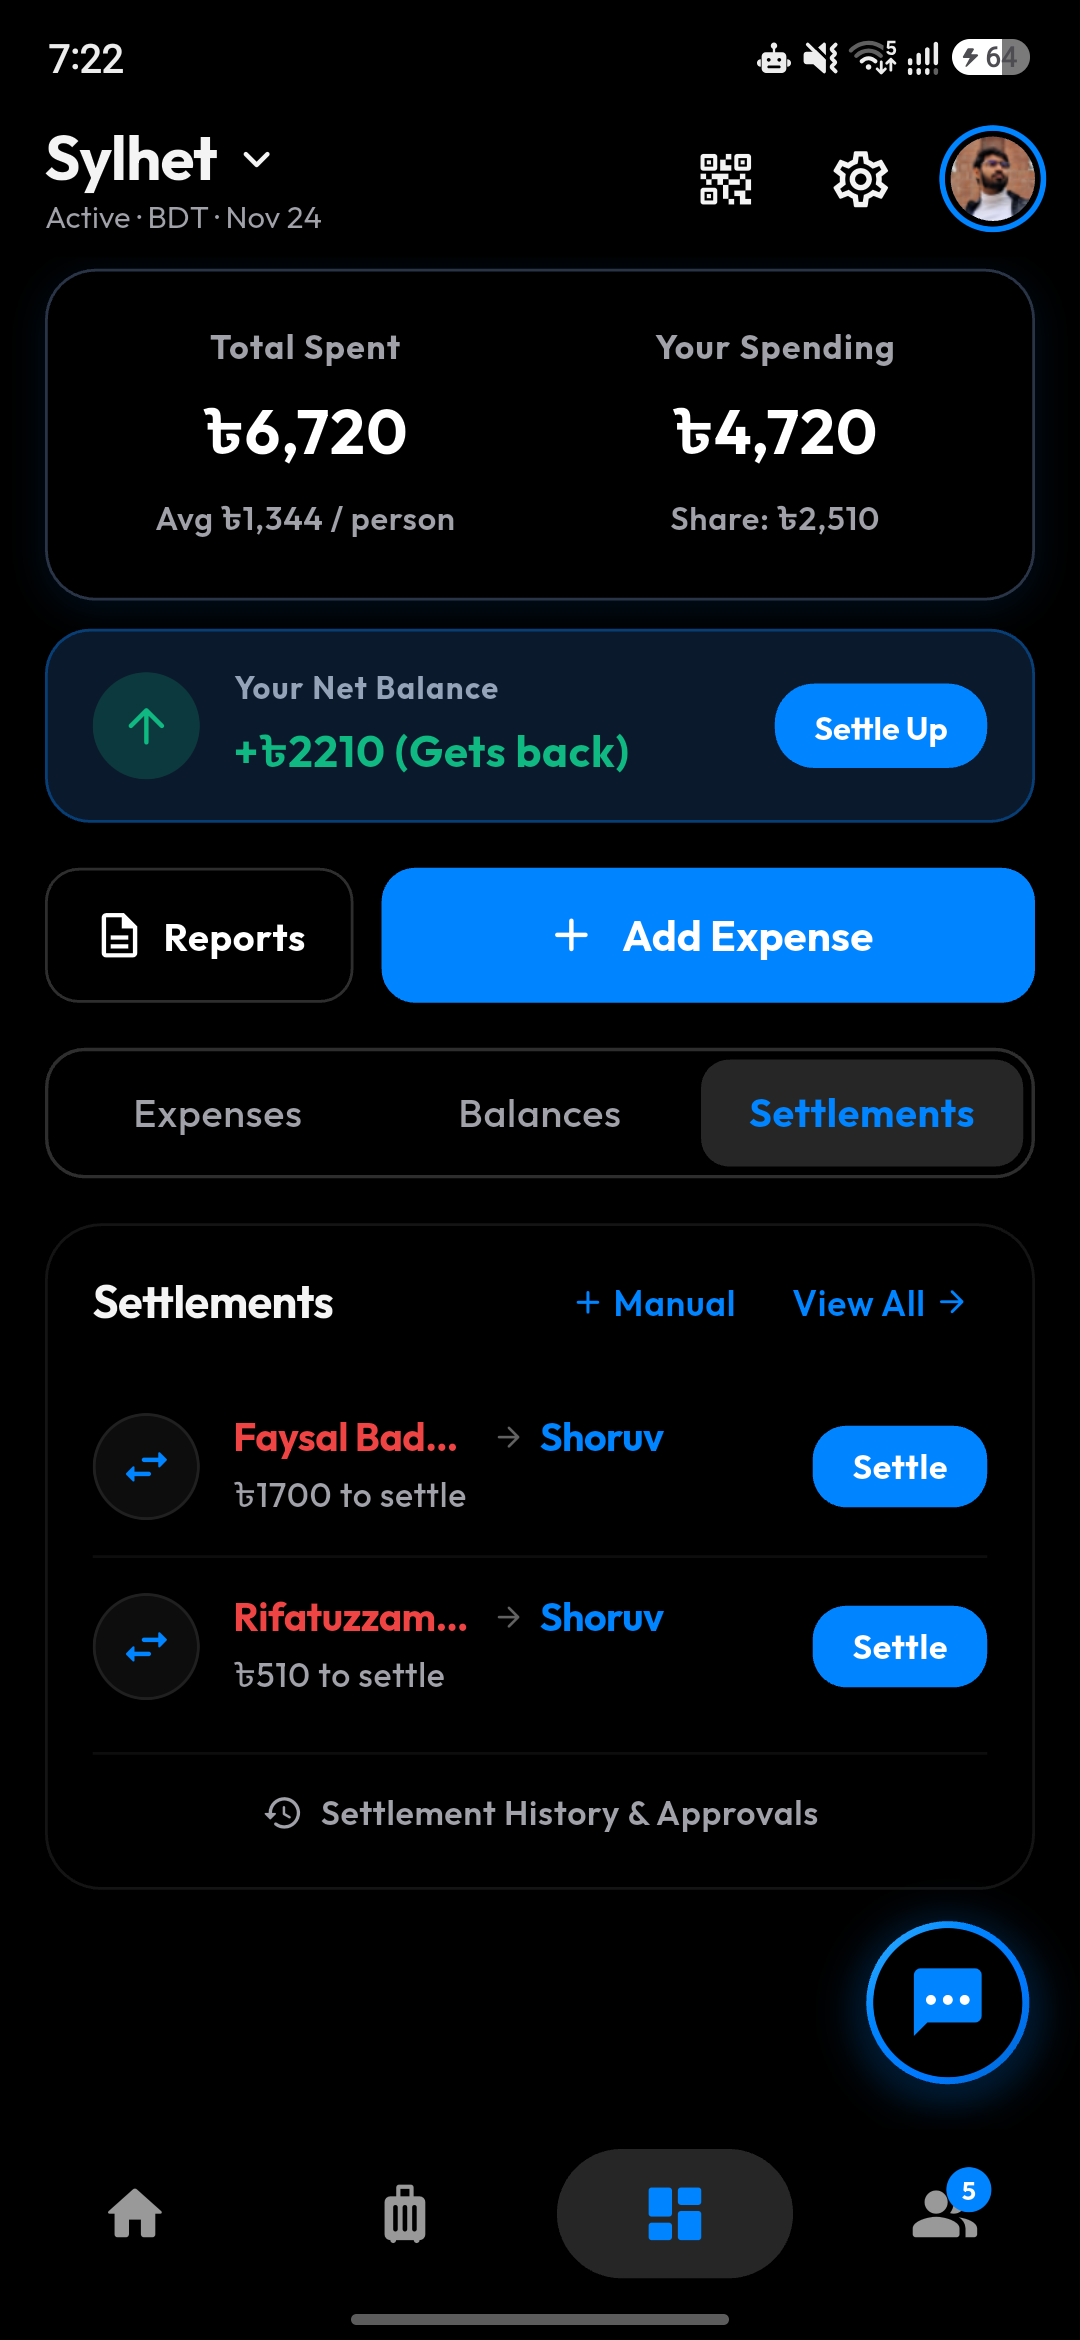 7:22
5
64
Sylhet
Active · BDT · Nov 24
Total Spent
Your Spending
৳6,720
৳4,720
Avg ৳1,344 / person
Share: ৳2,510
Your Net Balance
+৳2210 (Gets back)
Settle Up
Reports
+ Add Expense
Expenses
Balances
Settlements
Settlements
+ Manual
View All →
Faysal Bad... → Shoruv
৳1700 to settle
Settle
Rifatuzzam... → Shoruv
৳510 to settle
Settle
Settlement History & Approvals
5